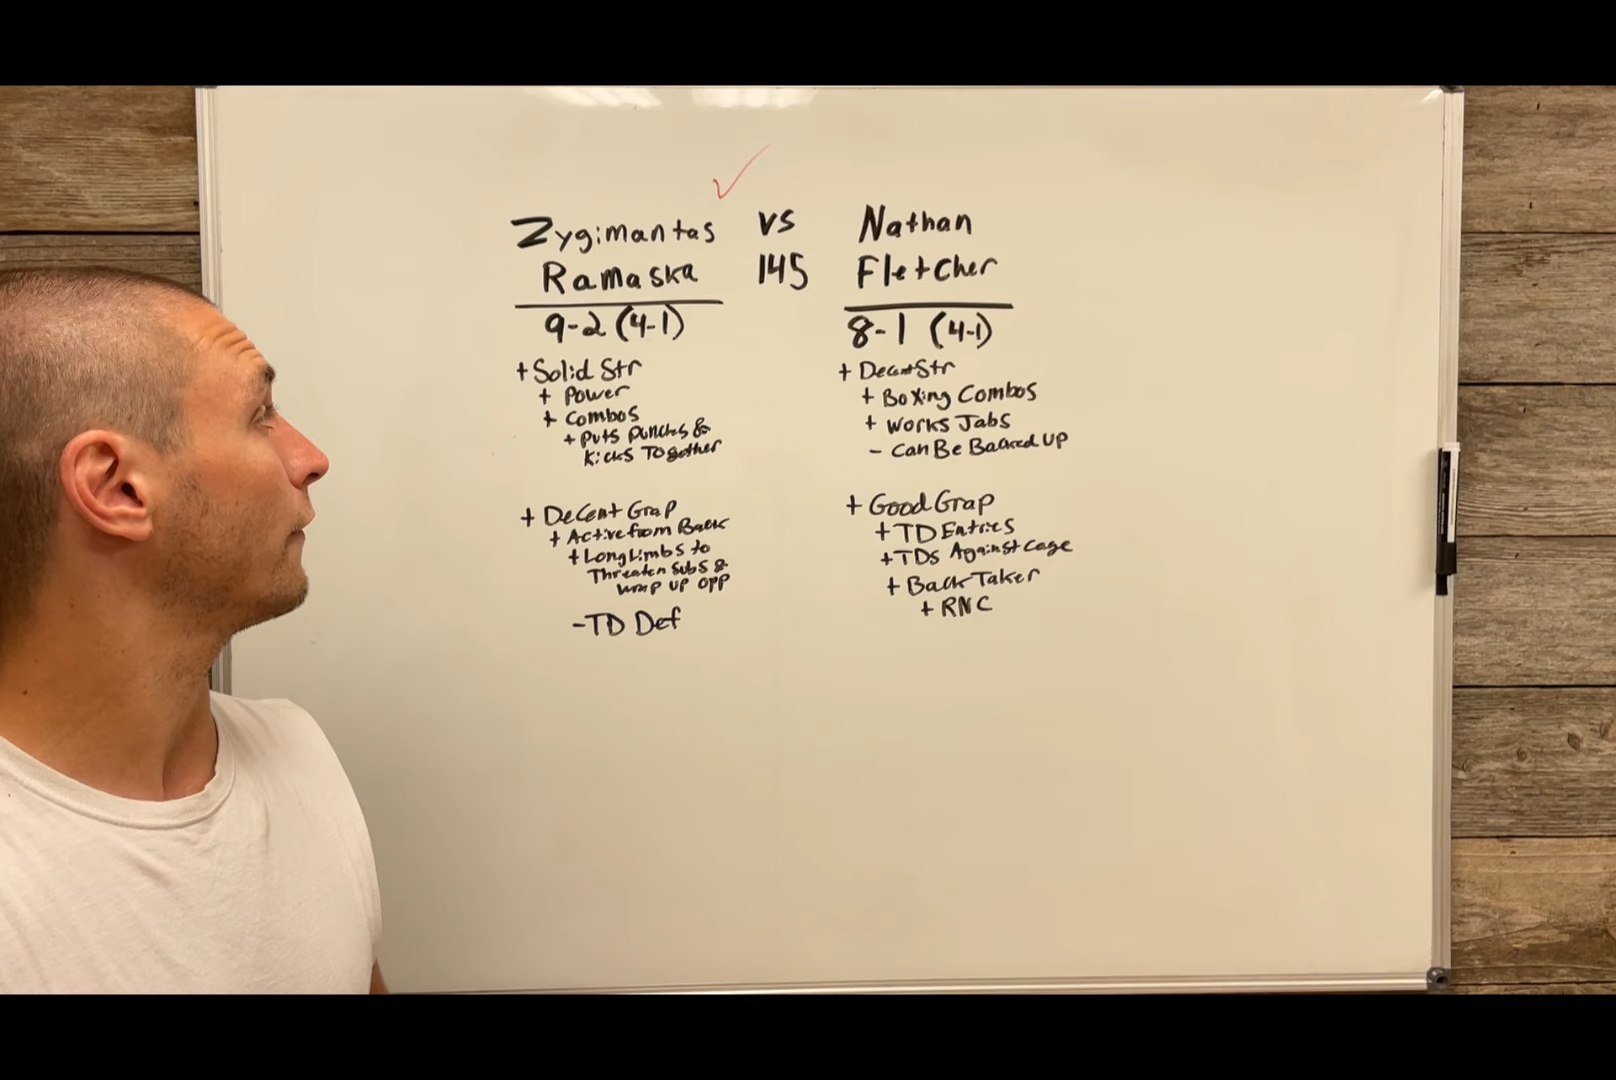 Zygimantas
Ramaska
9-2 (4-1)
+ Solid Str
+ Power
+ Combos
+ Puts Punches &
Kicks Together
+ Decent Grap
+ Active from Back
+ Long Limbs to
Threaten Subs &
Wrap up opp
- TD Def
vs
145
Nathan
Fletcher
8-1 (4-1)
+ Decent Str
+ Boxing Combos
+ Works Jabs
- Can Be Backed Up
+ Good Grap
+ TD Entries
+ TDs Against Cage
+ Back Taker
+ RNC